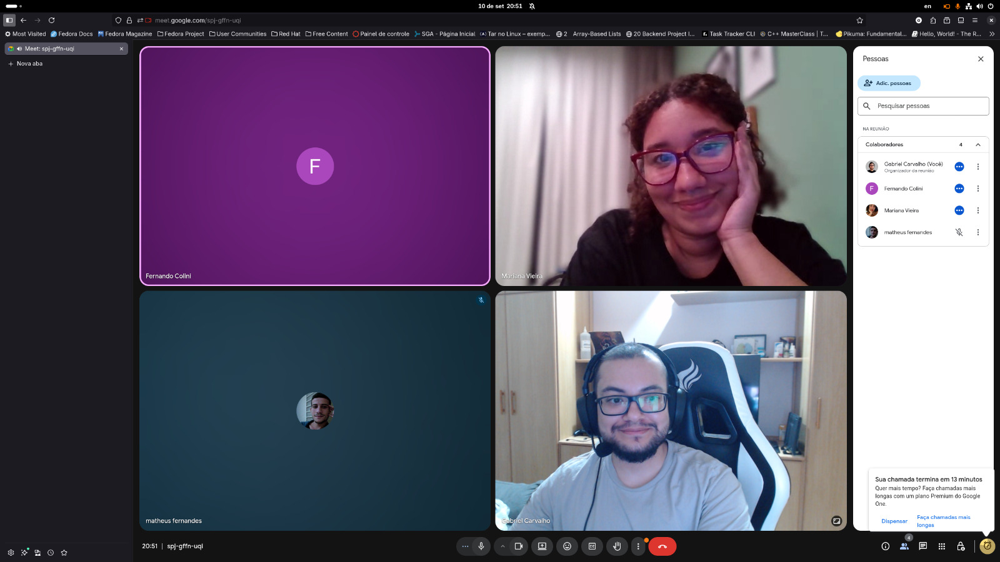 10 de set 20:51
en
meet.google.com/spj-gffn-uqi
Most Visited
Fedora Docs
Fedora Magazine
Fedora Project
User Communities
Red Hat
Free Content
Painel de controle
SGA - Página Inicial
Tar no Linux – exemp...
2
Array-Based Lists
20 Backend Project I...
Task Tracker CLI
C++ MasterClass | T...
Pikuma: Fundamental...
Hello, World! - The R...
Meet: spj-gffn-uqi
Nova aba
F
Fernando Colini
Mariana Vieira
matheus fernandes
Gabriel Carvalho
Pessoas
Adic. pessoas
Pesquisar pessoas
NA REUNIÃO
Colaboradores
4
Gabriel Carvalho (Você)
Organizador da reunião
F
Fernando Colini
Mariana Vieira
matheus fernandes
Sua chamada termina em 13 minutos
Quer mais tempo? Faça chamadas mais
longas com um plano Premium do Google
One.
Dispensar
Faça chamadas mais
longas
20:51 | spj-gffn-uqi
4